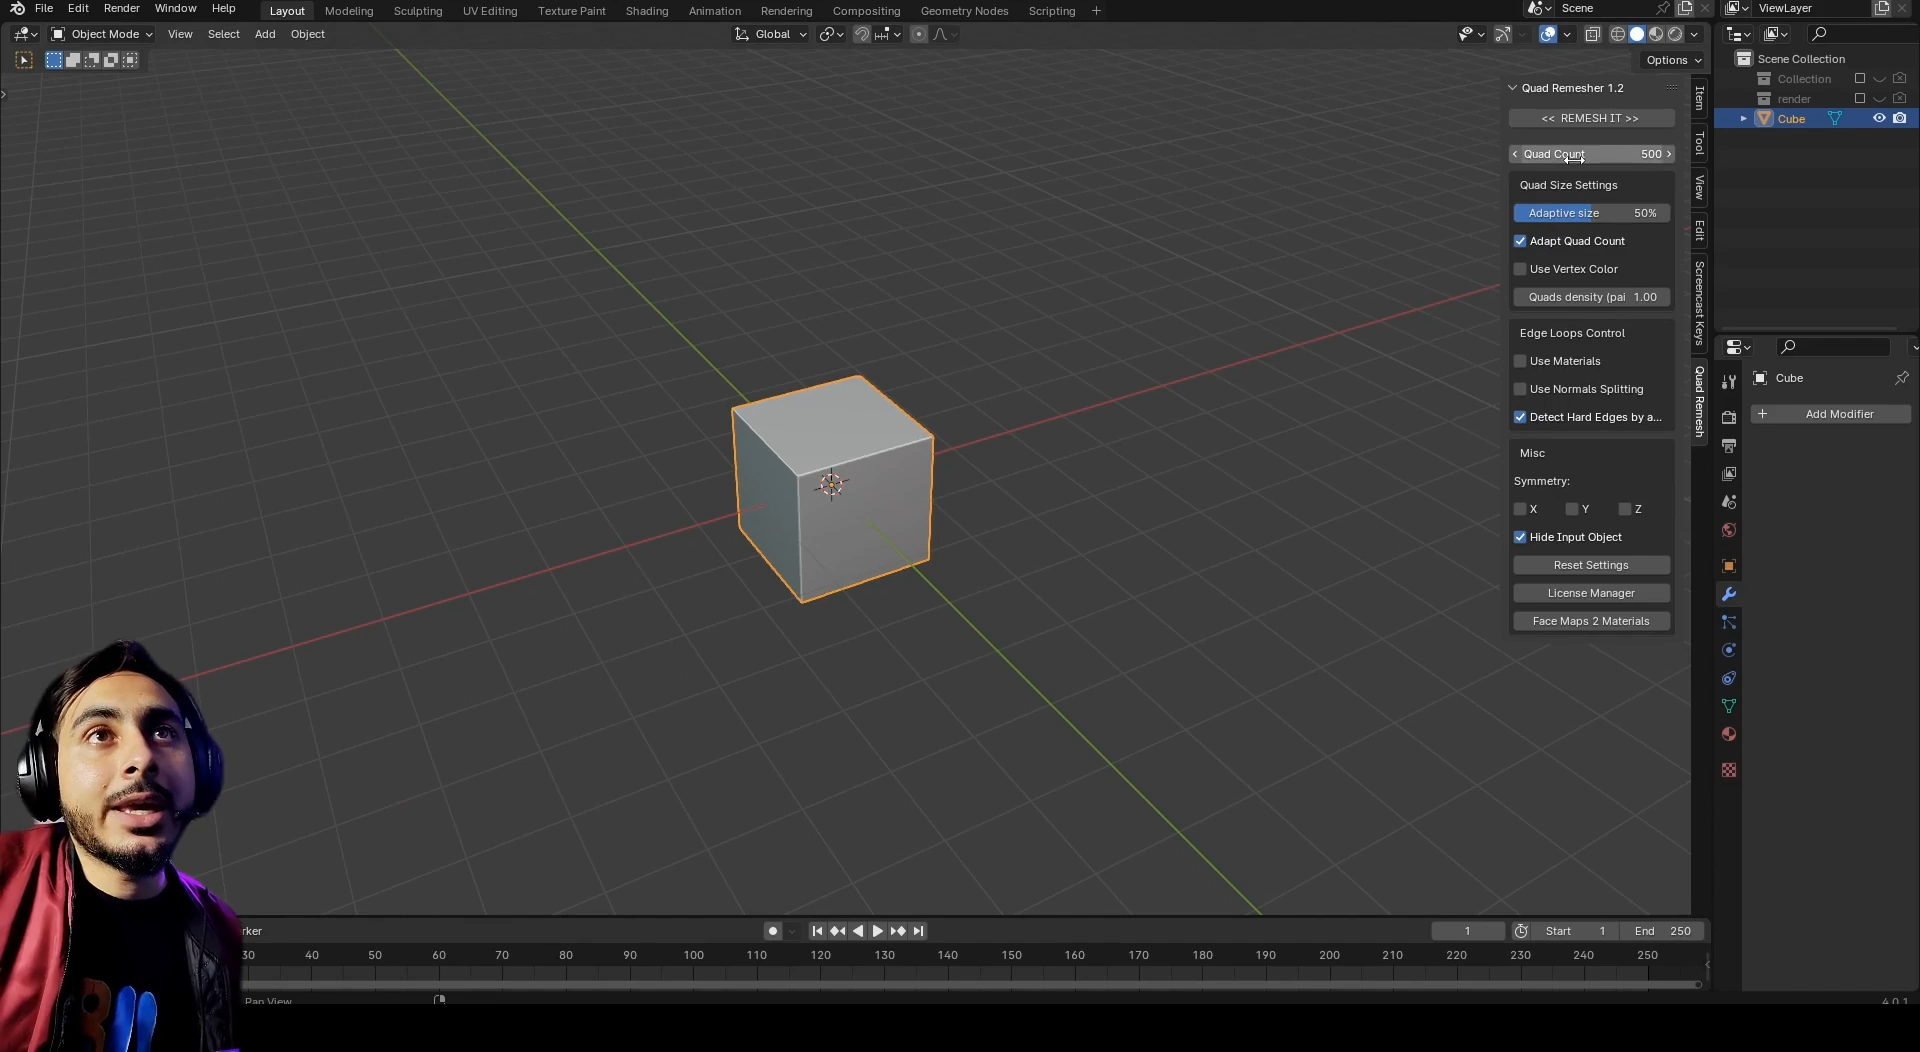 File Edit Render Window Help Layout Modeling Sculpting UV Editing Texture Paint Shading Animation Rendering Compositing Geometry Nodes Scripting + Scene ViewLayer
Object Mode View Select Add Object Global
Options
Scene Collection
Collection
render
Cube
Quad Remesher 1.2
<< REMESH IT >>
Quad Count 500
Quad Size Settings
Adaptive size 50%
Adapt Quad Count
Use Vertex Color
Quads density (pai 1.00
Edge Loops Control
Use Materials
Use Normals Splitting
Detect Hard Edges by a...
Misc
Symmetry:
X Y Z
Hide Input Object
Reset Settings
License Manager
Face Maps 2 Materials
Item
Tool
View
Edit
Screencast Keys
Quad Remesh
Cube
+ Add Modifier
rker
1 Start 1 End 250
30 40 50 60 70 80 90 100 110 120 130 140 150 160 170 180 190 200 210 220 230 240 250
Pan View
4.0.1